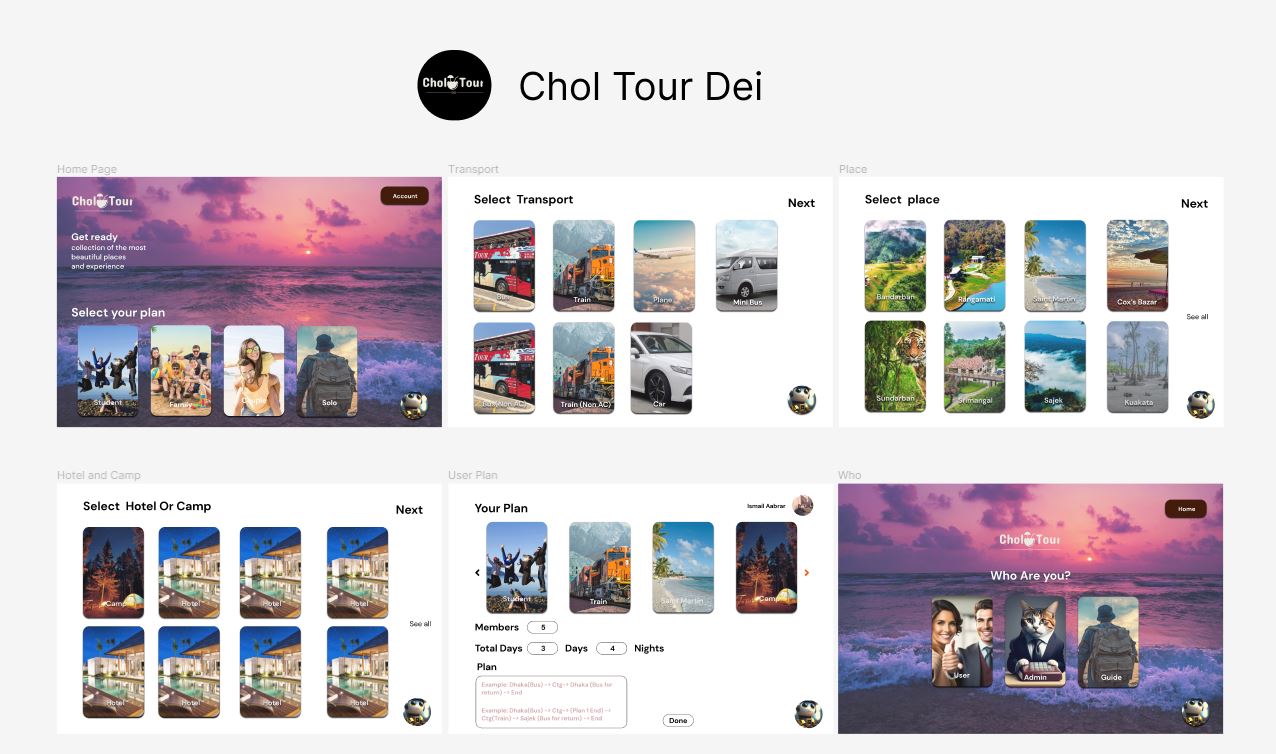 Chol Tour
Chol Tour Dei
Home Page
Chol Tour
Account
Get ready
collection of the most
beautiful places
and experience
Select your plan
Student
Family
Couple
Solo
Transport
Select Transport
Next
TOUR
Bus
Train
Plane
Mini Bus
TOUR
Bus(Non AC)
Train (Non AC)
Car
Place
Select place
Next
Bandarban
Rangamati
Saint Martin
Cox's Bazar
See all
Sundarban
Srimangal
Sajek
Kuakata
Hotel and Camp
Select Hotel Or Camp
Next
Camp
Hotel
Hotel
Hotel
See all
Hotel
Hotel
Hotel
Hotel
User Plan
Your Plan
Ismail Aabrar
Student
Train
Saint Martin
Camp
Members 5
Total Days 3 Days 4 Nights
Plan
Example: Dhaka(Bus) -> Ctg-> Dhaka (Bus for
return) -> End
Example: Dhaka(Bus) -> Ctg-> (Plan 1 End) ->
Ctg(Train) -> Sajek (Bus for return) -> End
Done
Who
Home
Chol Tour
Who Are you?
User
Admin
Guide